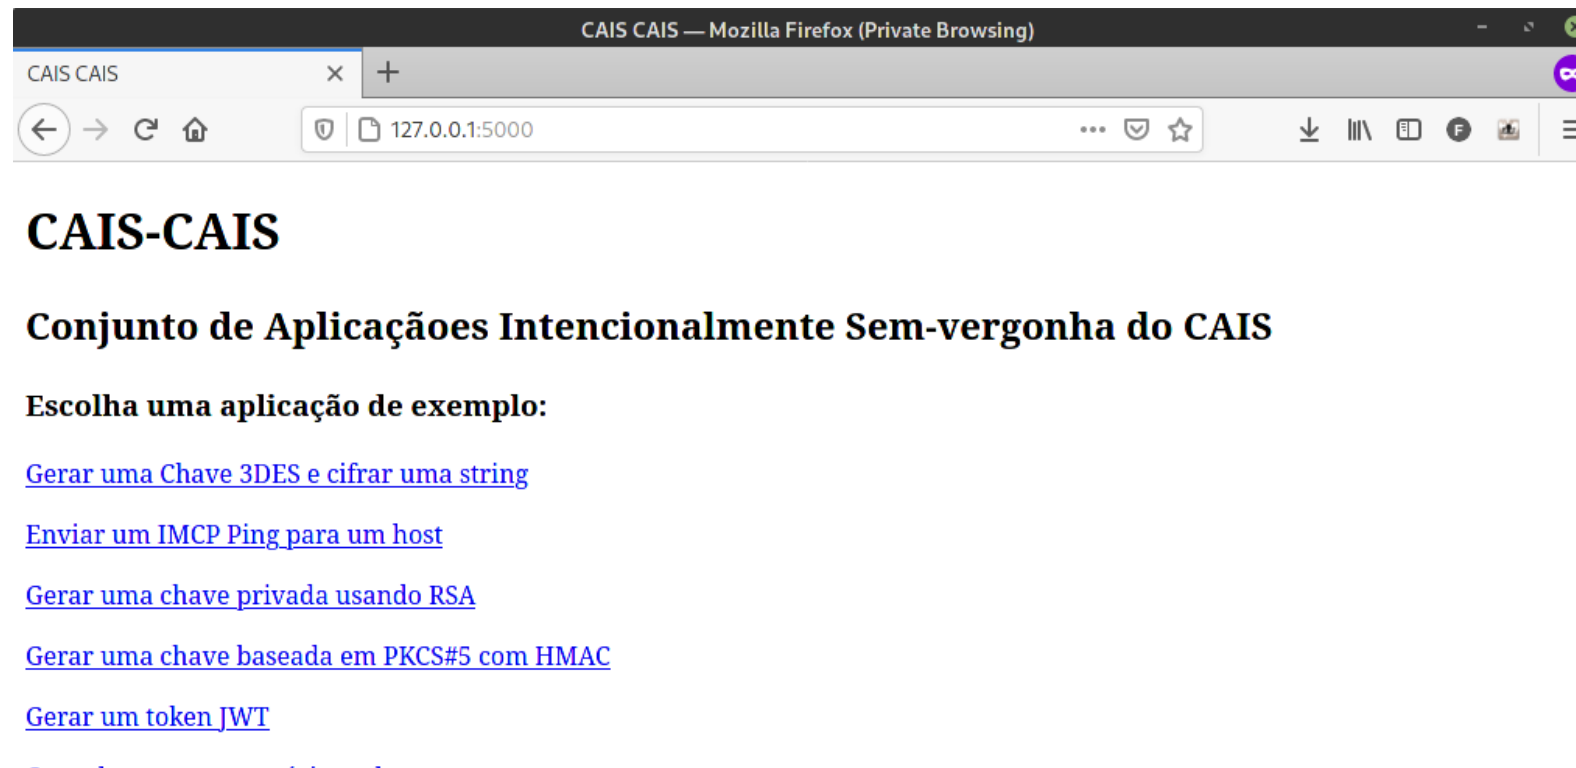 CAIS CAIS — Mozilla Firefox (Private Browsing)
CAIS CAIS
127.0.0.1:5000
CAIS-CAIS
Conjunto de Aplicaçãoes Intencionalmente Sem-vergonha do CAIS
Escolha uma aplicação de exemplo:
Gerar uma Chave 3DES e cifrar uma string
Enviar um IMCP Ping para um host
Gerar uma chave privada usando RSA
Gerar uma chave baseada em PKCS#5 com HMAC
Gerar um token JWT